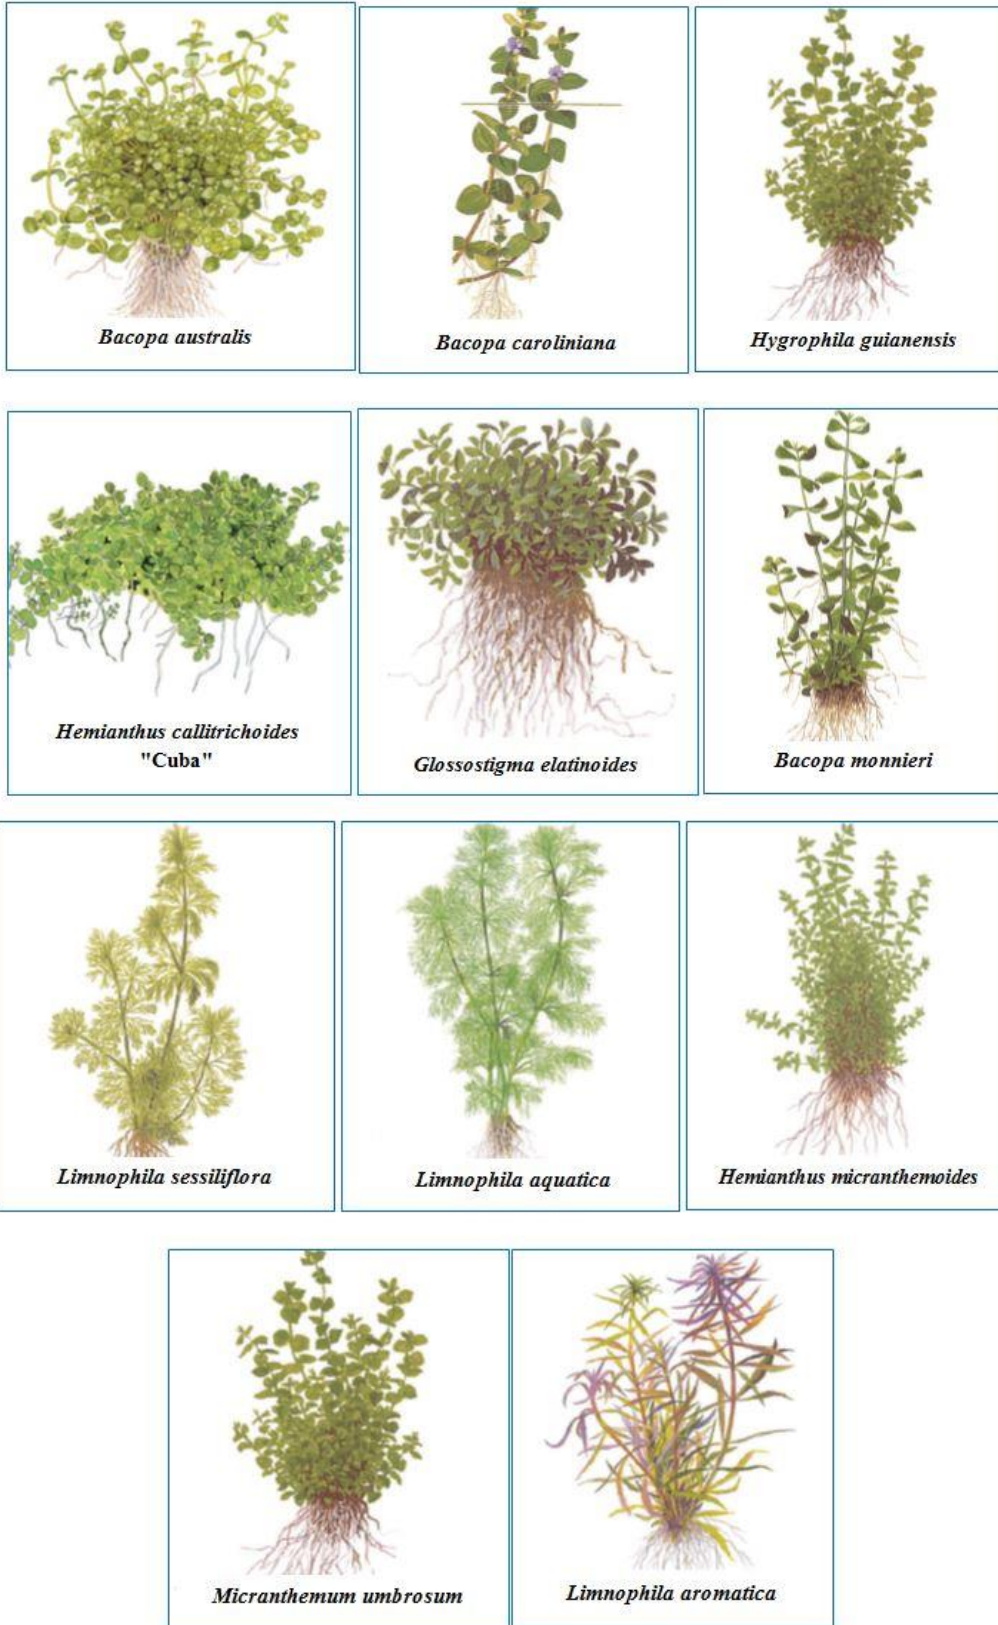 Bacopa australis
Bacopa caroliniana
Hygrophila guianensis
Hemianthus callitrichoides
"Cuba"
Glossostigma elatinoides
Bacopa monnieri
Limnophila sessiliflora
Limnophila aquatica
Hemianthus micranthemoides
Micranthemum umbrosum
Limnophila aromatica